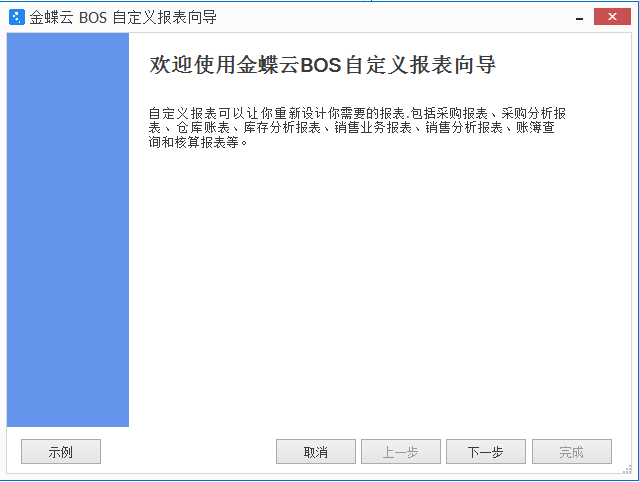 金蝶云 BOS 自定义报表向导
欢迎使用金蝶云BOS自定义报表向导
自定义报表可以让你重新设计你需要的报表.包括采购报表、采购分析报
表、仓库账表、库存分析报表、销售业务报表、销售分析报表、账簿查
询和核算报表等。
示例
取消
上一步
下一步
完成